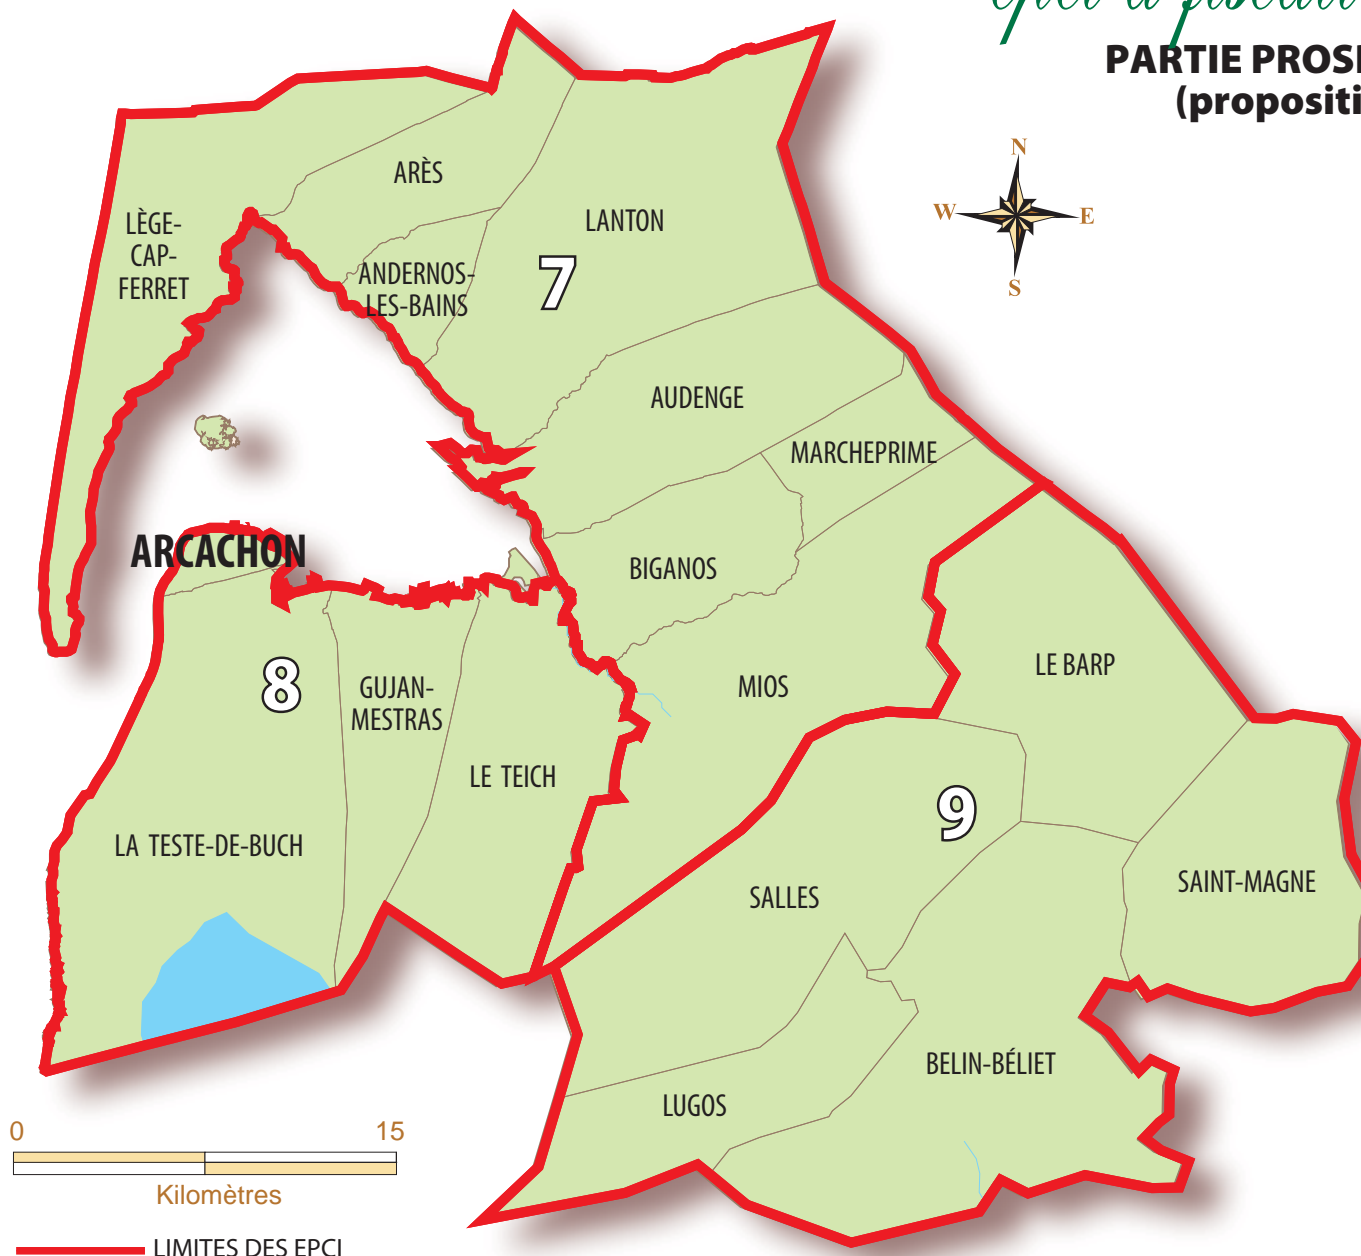 PARTIE PROS
(propositi
N
W
E
S
ARÈS
LÈGE-
CAP-
FERRET
LANTON
ANDERNOS-
LES-BAINS
7
AUDENGE
MARCHEPRIME
ARCACHON
BIGANOS
LE BARP
8
GUJAN-
MESTRAS
MIOS
LE TEICH
9
LA TESTE-DE-BUCH
SALLES
SAINT-MAGNE
BELIN-BÉLIET
LUGOS
0
15
Kilomètres
LIMITES DES EPCI